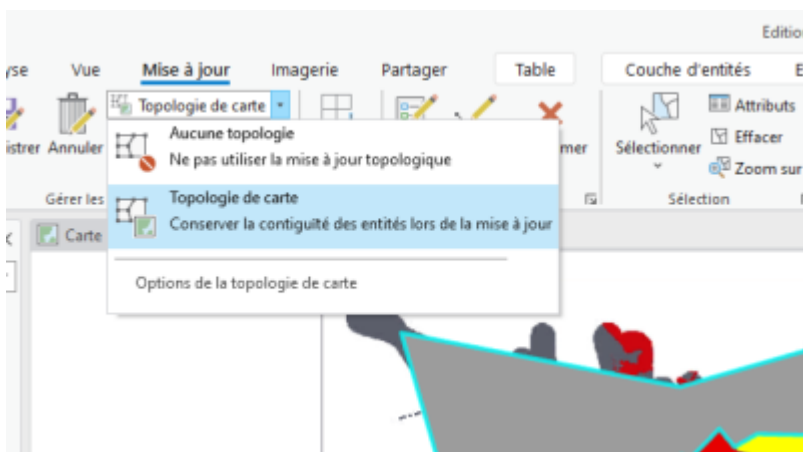 Editio
yse Vue Mise à jour Imagerie Partager Table Couche d'entités E
Topologie de carte
Attributs
Aucune topologie
Effacer
strer Annuler
mer Sélectionner
Ne pas utiliser la mise à jour topologique
Zoom sur
Topologie de carte
Gérer les
Sélection
Conserver la contiguïté des entités lors de la mise à jour
Carte
Options de la topologie de carte